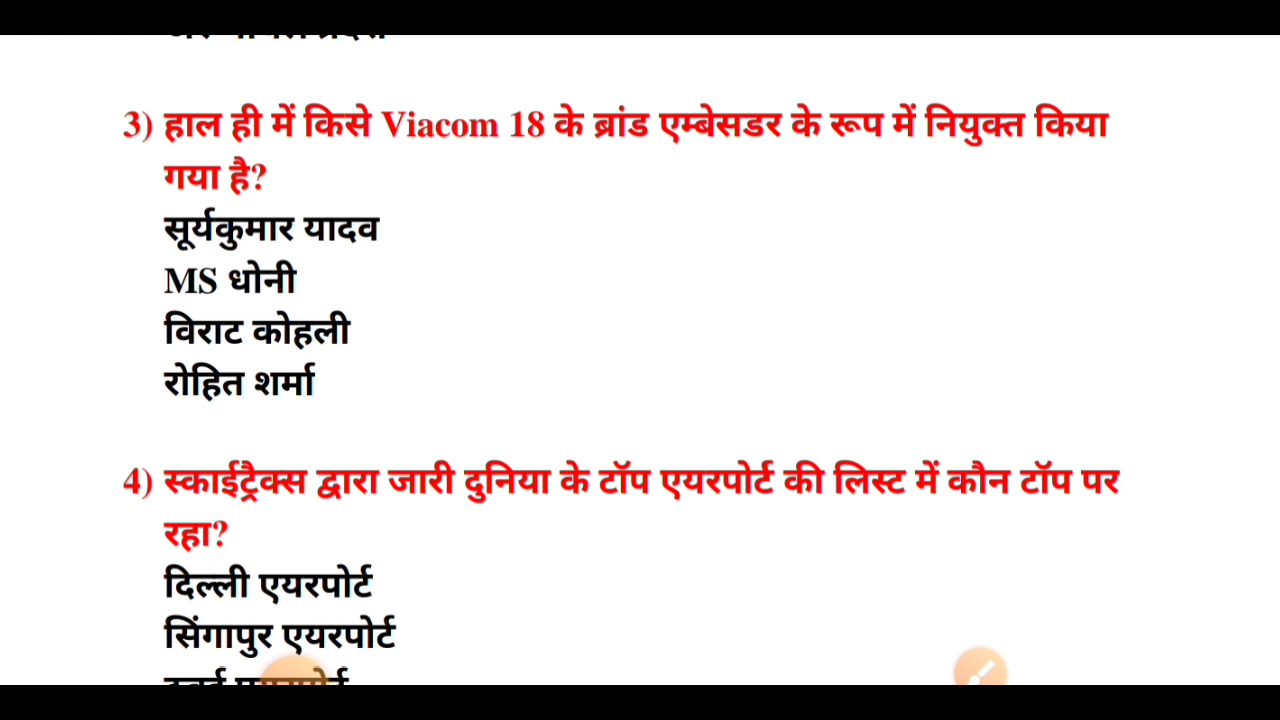 3) हाल ही में किसे Viacom 18 के ब्रांड एम्बेसडर के रूप में नियुक्त किया
गया है?
सूर्यकुमार यादव
MS धोनी
विराट कोहली
रोहित शर्मा
4) स्काईट्रैक्स द्वारा जारी दुनिया के टॉप एयरपोर्ट की लिस्ट में कौन टॉप पर
रहा?
दिल्ली एयरपोर्ट
सिंगापुर एयरपोर्ट